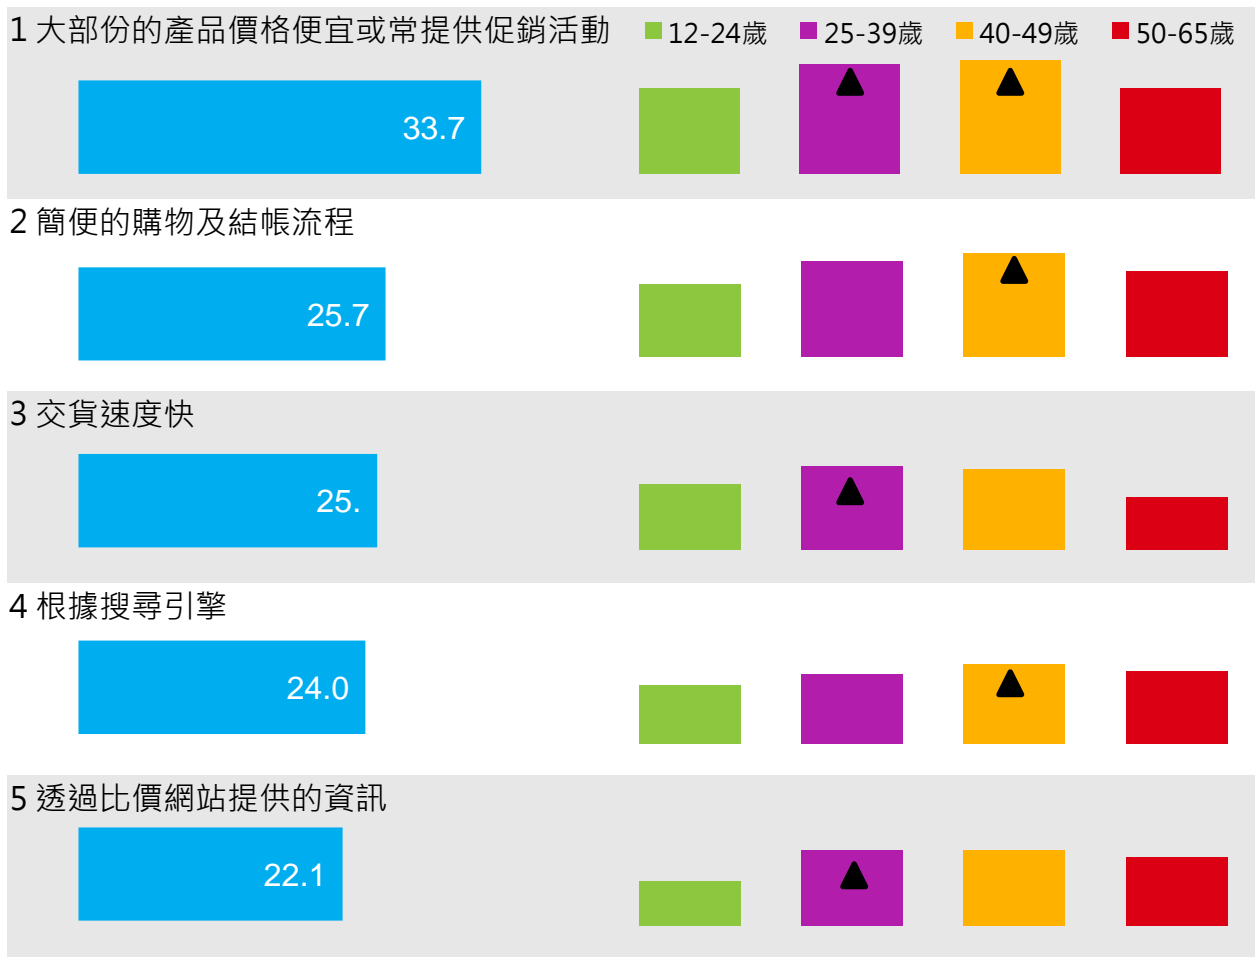 1 大部份的產品價格便宜或常提供促銷活動
12-24歲 25-39歲 40-49歲 50-65歲
33.7
2 簡便的購物及結帳流程
25.7
3 交貨速度快
25.
4 根據搜尋引擎
24.0
5 透過比價網站提供的資訊
22.1